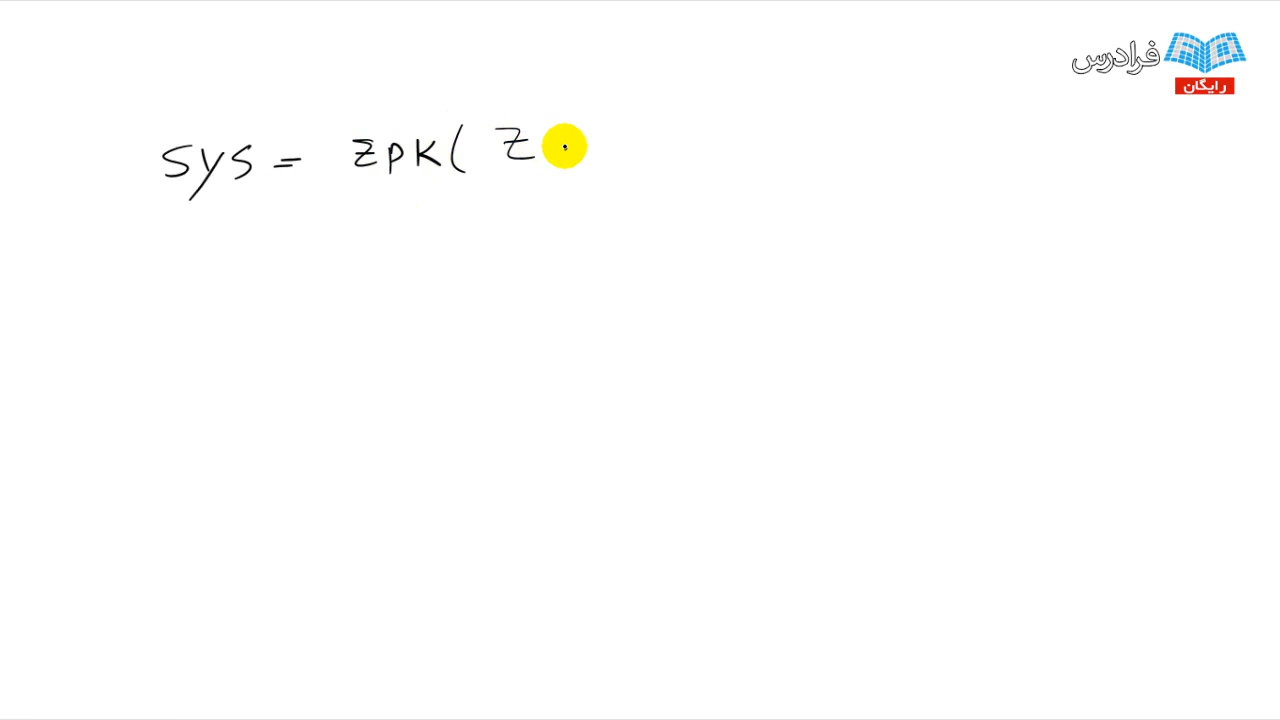 فرادرس
رایگان
sys = zpk( z